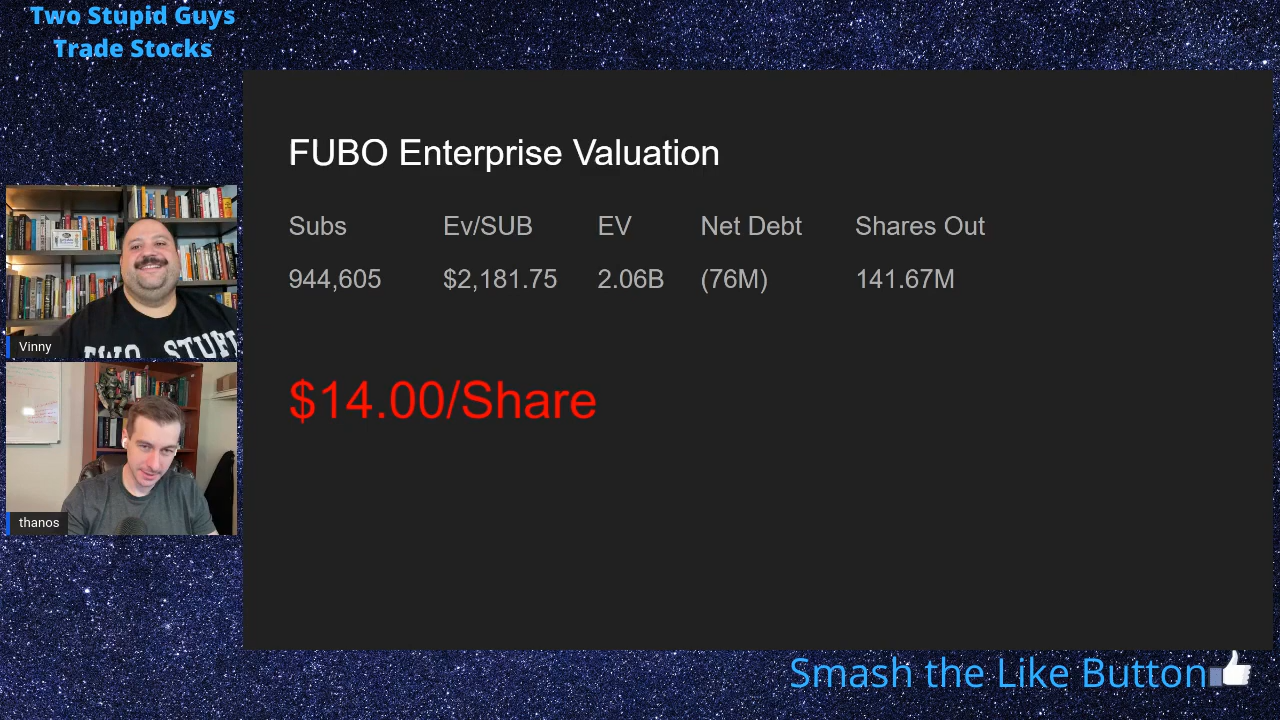 Two Stupid Guys
Trade Stocks
FUBO Enterprise Valuation
Subs Ev/SUB EV Net Debt Shares Out
944,605 $2,181.75 2.06B (76M) 141.67M
$14.00/Share
Vinny
thanos
Smash the Like Button